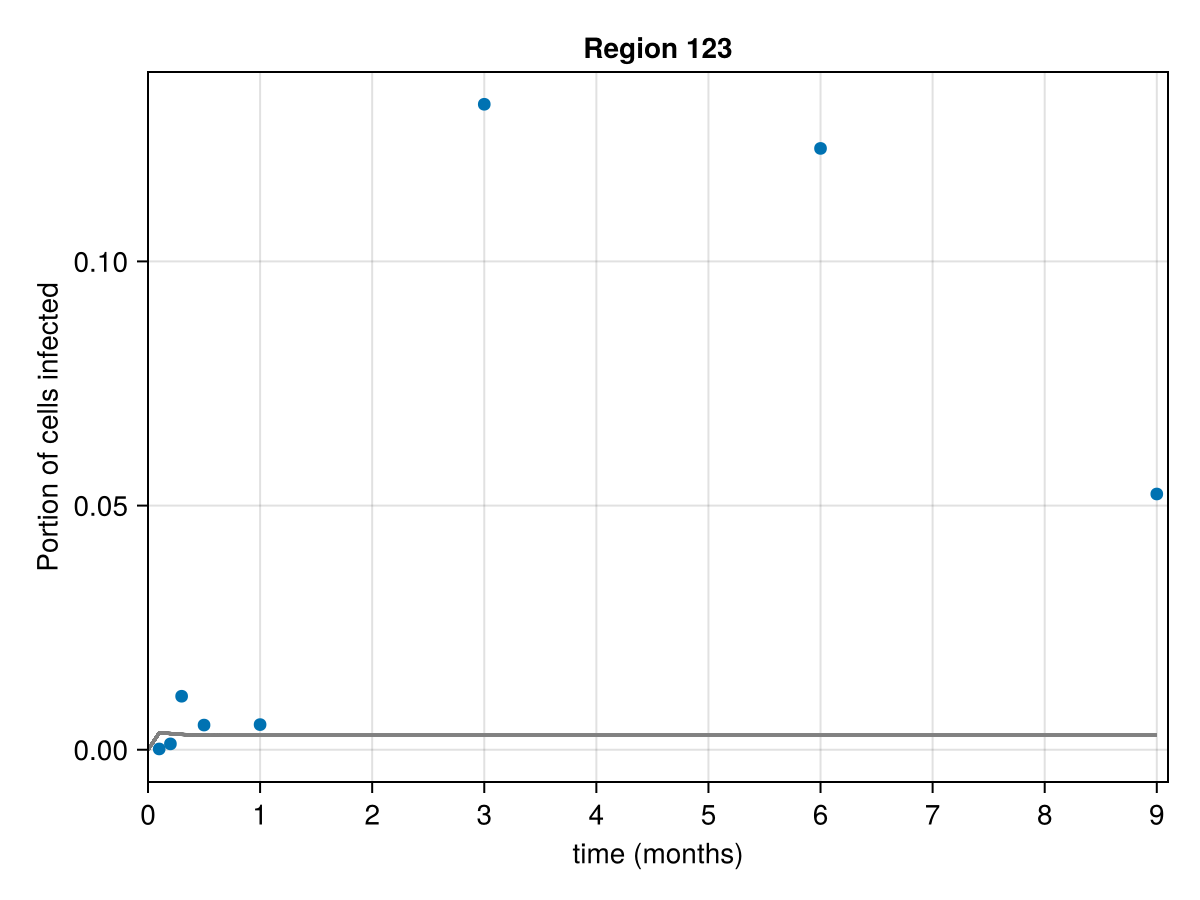 Region 123
Portion of cells infected
0.10
0.05
0.00
0 1 2 3 4 5 6 7 8 9
time (months)